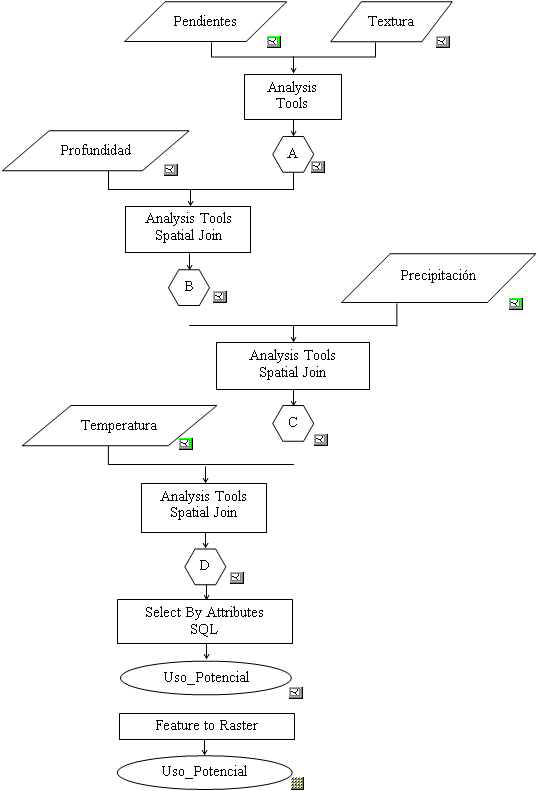 Pendientes
Textura
Analysis
Tools
A
Profundidad
Analysis Tools
Spatial Join
B
Precipitación
Analysis Tools
Spatial Join
C
Temperatura
Analysis Tools
Spatial Join
D
Select By Attributes
SQL
Uso_Potencial
Feature to Raster
Uso_Potencial